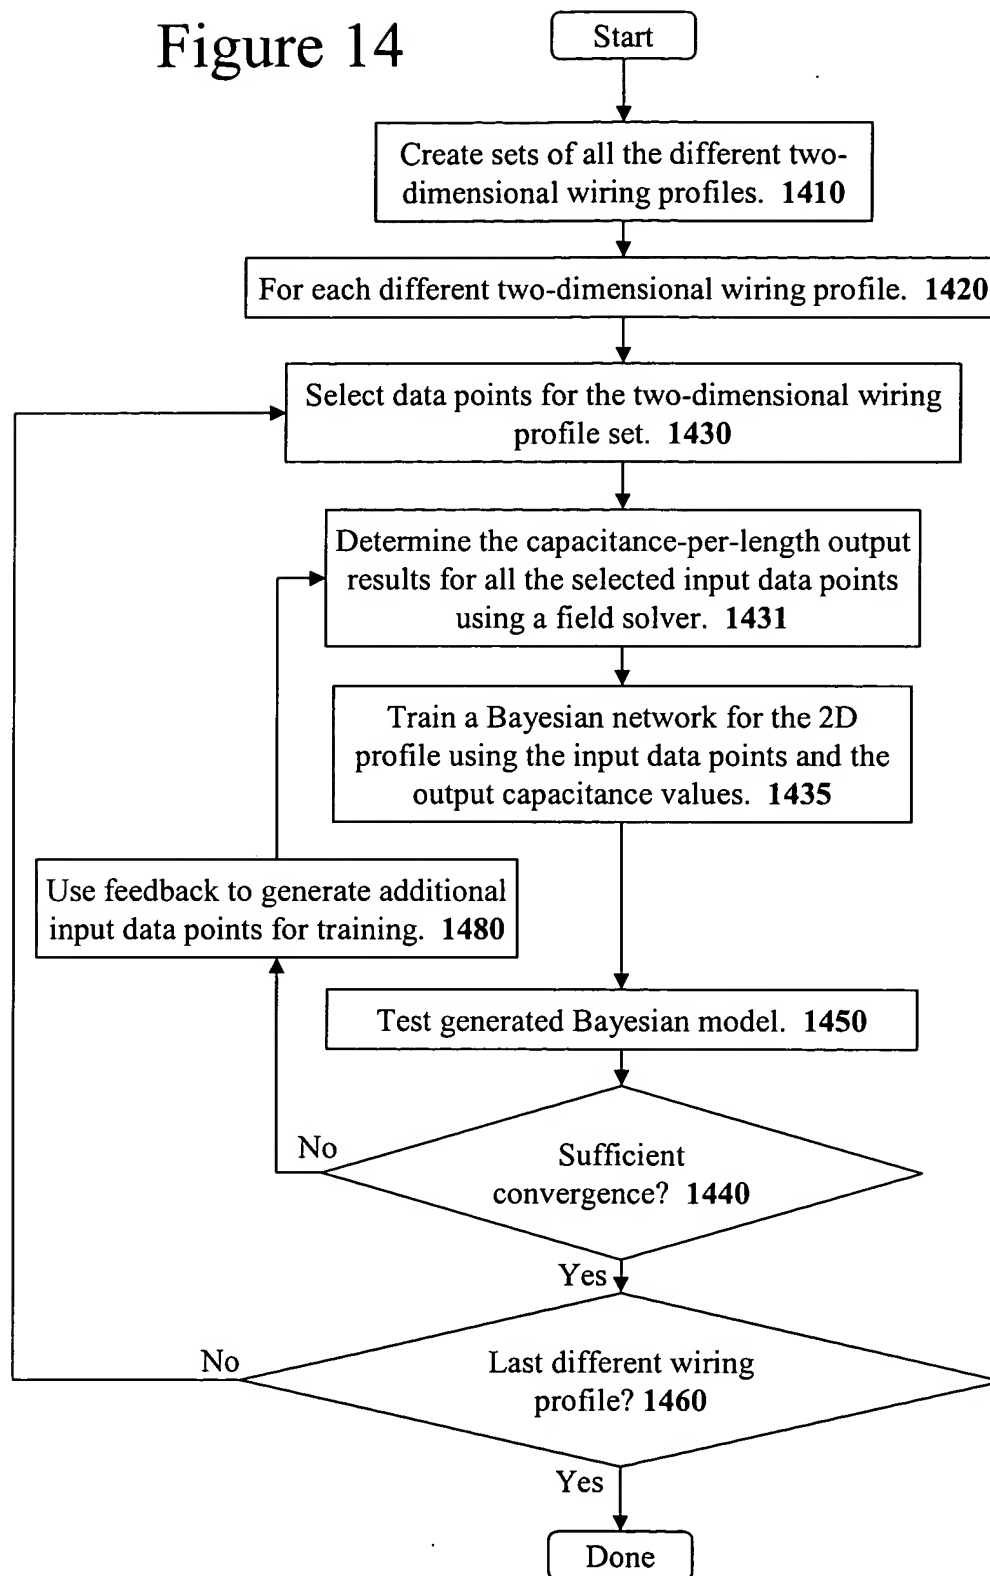 Figure 14
Start
Create sets of all the different two-
dimensional wiring profiles. 1410
For each different two-dimensional wiring profile. 1420
Select data points for the two-dimensional wiring
profile set. 1430
Determine the capacitance-per-length output
results for all the selected input data points
using a field solver. 1431
Train a Bayesian network for the 2D
profile using the input data points and the
output capacitance values. 1435
Use feedback to generate additional
input data points for training. 1480
Test generated Bayesian model. 1450
No
Sufficient
convergence? 1440
Yes
No
Last different wiring
profile? 1460
Yes
Done